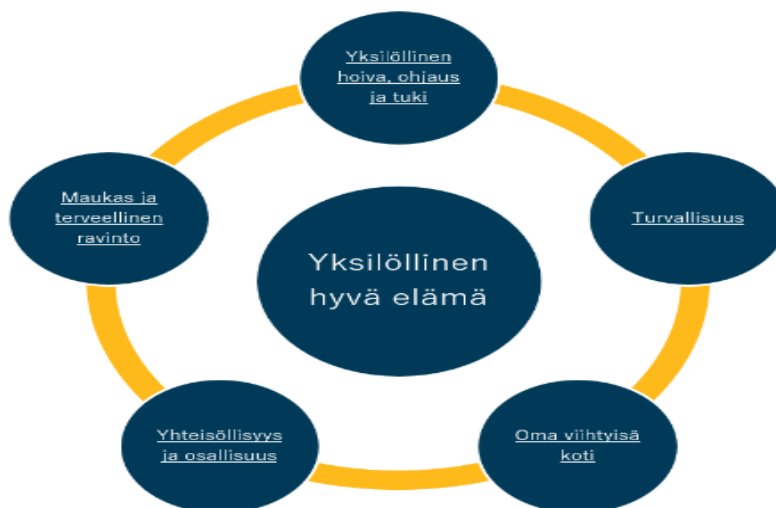 Yksilöllinen
hoiva, ohjaus
ja tuki
Maukas ja
terveellinen
ravinto
Turvallisuus
Yksilöllinen
hyvä elämä
Yhteisöllisyys
ja osallisuus
Oma viihtyisä
koti